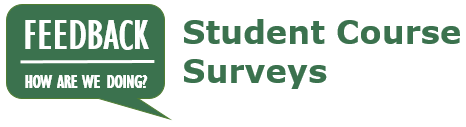 FEEDBACK
HOW ARE WE DOING?
Student Course
Surveys